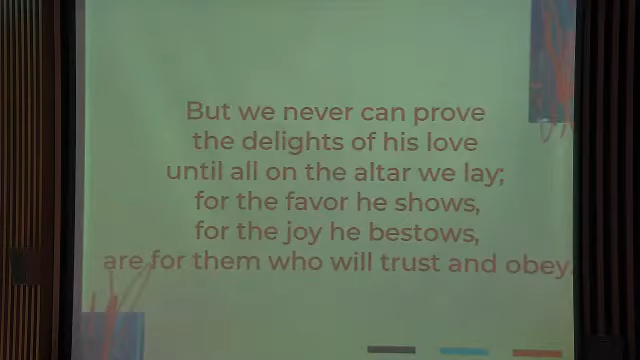 But we never can prove
the delights of his love
until all on the altar we lay;
for the favor he shows,
for the joy he bestows,
are for them who will trust and obey.